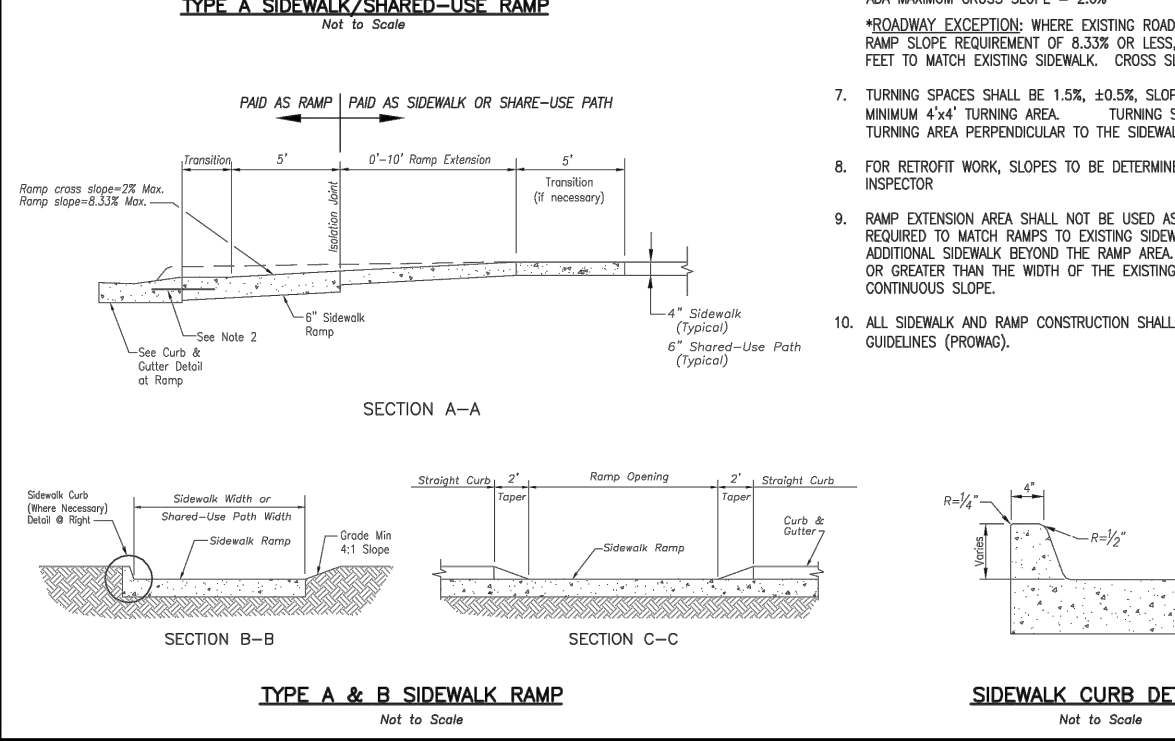 TYPE A SIDEWALK/SHARED-USE RAMP
Not to Scale
PAID AS RAMP
PAID AS SIDEWALK OR SHARE-USE PATH
Transition
5'
0'-10' Ramp Extension
5'
Transition
(if necessary)
Ramp cross slope=2% Max.
Ramp slope=8.33% Max.
Isolation Joint
See Note 2
6" Sidewalk
Ramp
See Curb &
Gutter Detail
at Ramp
4" Sidewalk
(Typical)
6" Shared-Use Path
(Typical)
SECTION A-A
ADA MAXIMUM CROSS SLOPE = 2.0%
*ROADWAY EXCEPTION: WHERE EXISTING ROAD
RAMP SLOPE REQUIREMENT OF 8.33% OR LESS,
FEET TO MATCH EXISTING SIDEWALK. CROSS SL
7. TURNING SPACES SHALL BE 1.5%, ±0.5%, SLOP
MINIMUM 4'x4' TURNING AREA. TURNING S
TURNING AREA PERPENDICULAR TO THE SIDEWAL
8. FOR RETROFIT WORK, SLOPES TO BE DETERMINE
INSPECTOR
9. RAMP EXTENSION AREA SHALL NOT BE USED AS
REQUIRED TO MATCH RAMPS TO EXISTING SIDEW
ADDITIONAL SIDEWALK BEYOND THE RAMP AREA.
OR GREATER THAN THE WIDTH OF THE EXISTING
CONTINUOUS SLOPE.
10. ALL SIDEWALK AND RAMP CONSTRUCTION SHALL
GUIDELINES (PROWAG).
Sidewalk Curb
(Where Necessary)
Detail @ Right
Sidewalk Width or
Shared-Use Path Width
Sidewalk Ramp
Grade Min
4:1 Slope
SECTION B-B
Straight Curb
2'
Taper
Ramp Opening
2'
Taper
Straight Curb
Curb &
Gutter
Sidewalk Ramp
SECTION C-C
4"
R=1/4"
R=1/2"
Varies
TYPE A & B SIDEWALK RAMP
Not to Scale
SIDEWALK CURB DE
Not to Scale